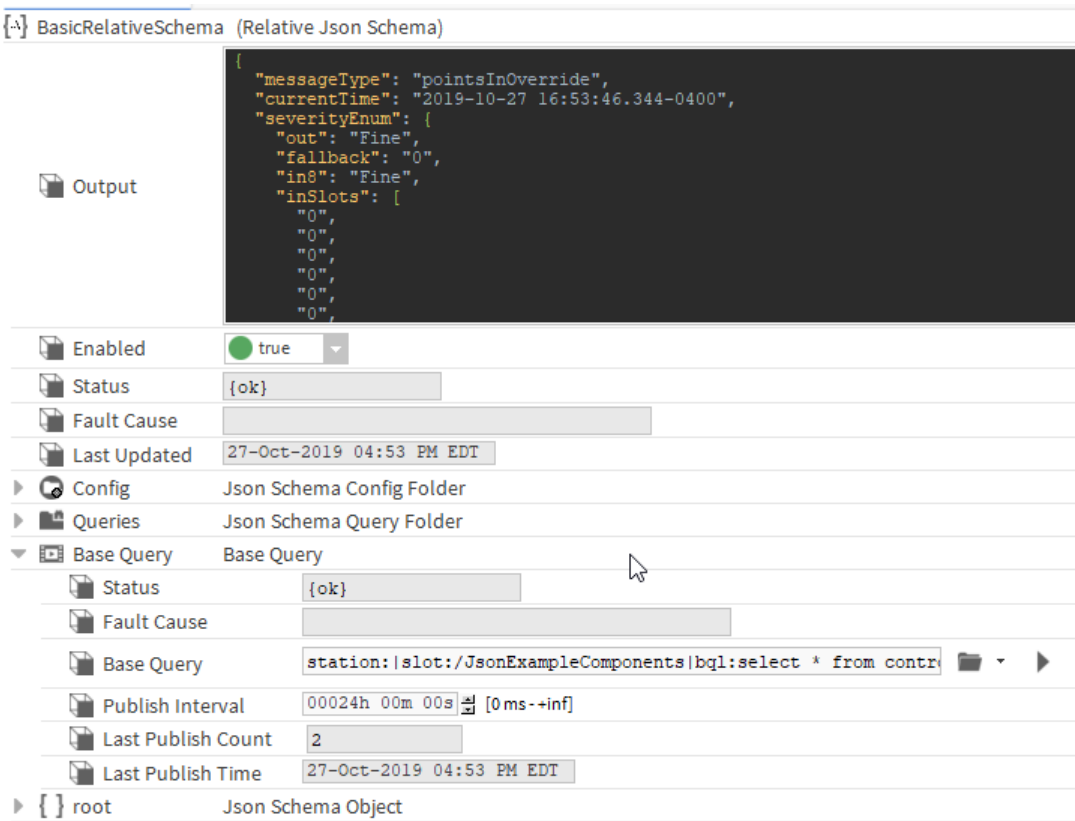 BasicRelativeSchema (Relative Json Schema)
{
"messageType": "pointsInOverride",
"currentTime": "2019-10-27 16:53:46.344-0400",
"severityEnum": {
"out": "Fine",
"fallback": "0",
"in8": "Fine",
"inSlots": [
"0",
"0",
"0",
"0",
"0",
"0",
Output
Enabled true
Status {ok}
Fault Cause
Last Updated 27-Oct-2019 04:53 PM EDT
Config Json Schema Config Folder
Queries Json Schema Query Folder
Base Query Base Query
Status {ok}
Fault Cause
Base Query station:|slot:/JsonExampleComponents|bql:select * from contr
Publish Interval 00024h 00m 00s [0 ms - +inf]
Last Publish Count 2
Last Publish Time 27-Oct-2019 04:53 PM EDT
{ } root Json Schema Object